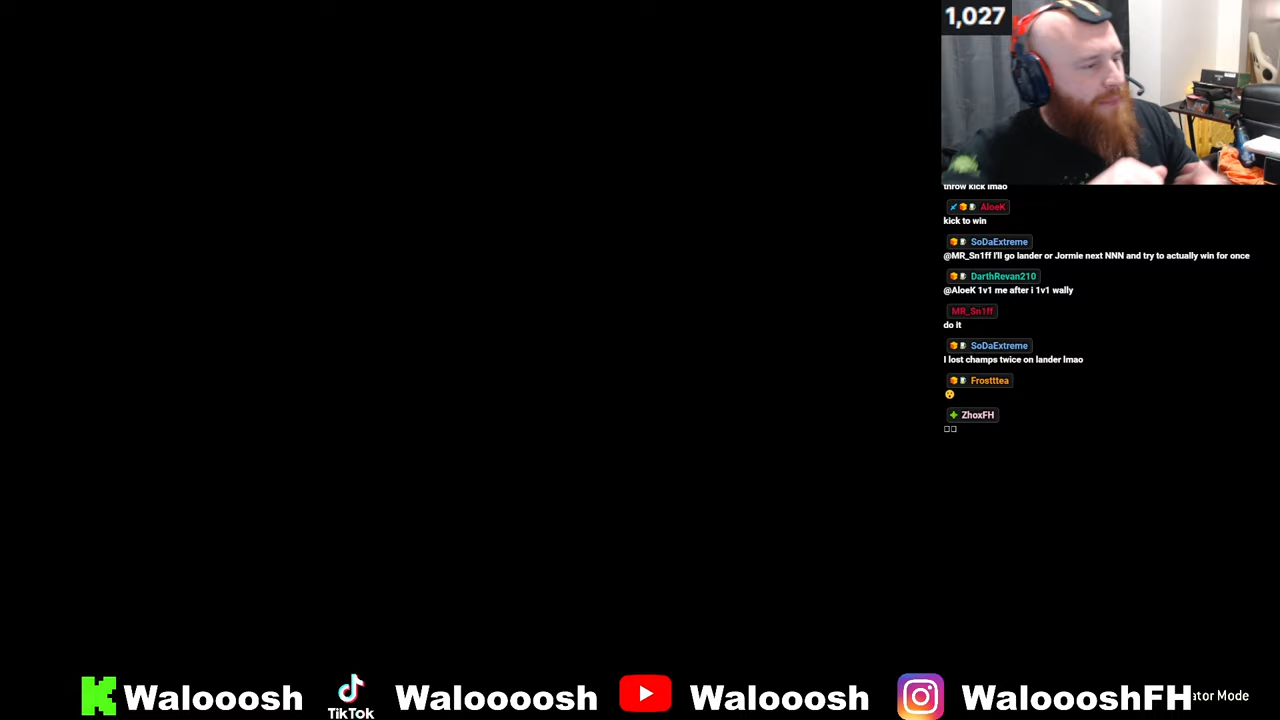 1,027
throw kick lmao
AloeK
kick to win
SoDaExtreme
@MR_Sn1ff I'll go lander or Jormie next NNN and try to actually win for once
DarthRevan210
@AloeK 1v1 me after i 1v1 wally
MR_Sn1ff
do it
SoDaExtreme
I lost champs twice on lander lmao
Frostttea
ZhoxFH
Walooosh
TikTok
Waloooosh
Walooosh
WaloooshFH
ator Mode